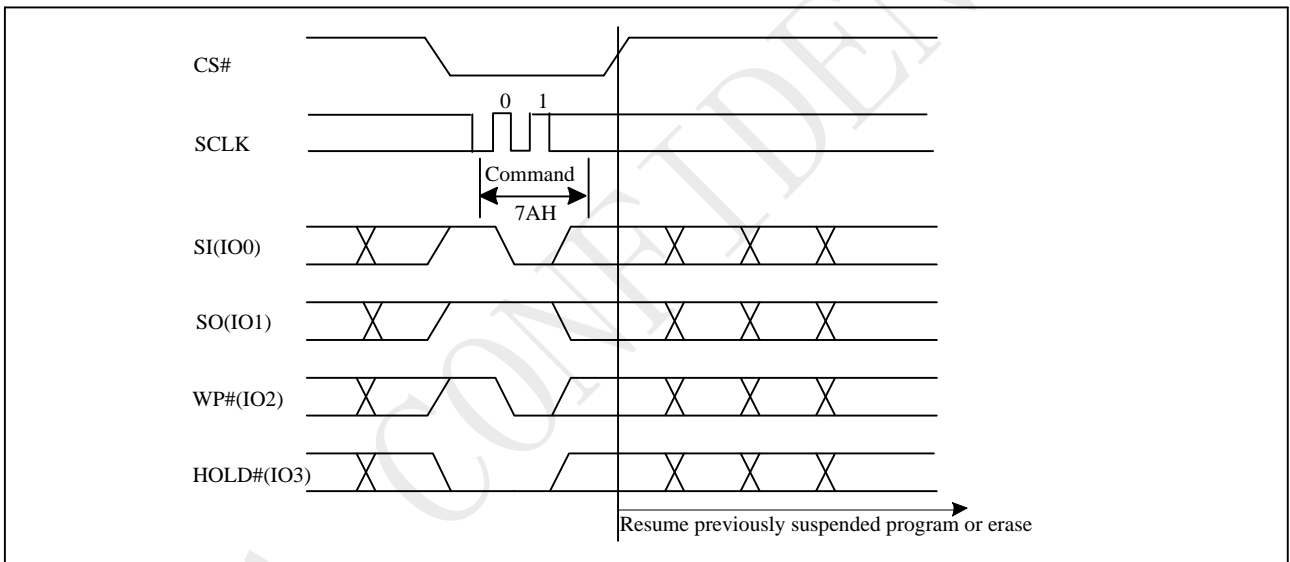 CS#
0 1
SCLK
Command
7AH
SI(IO0)
SO(IO1)
WP#(IO2)
HOLD#(IO3)
Resume previously suspended program or erase
CONFIDEN